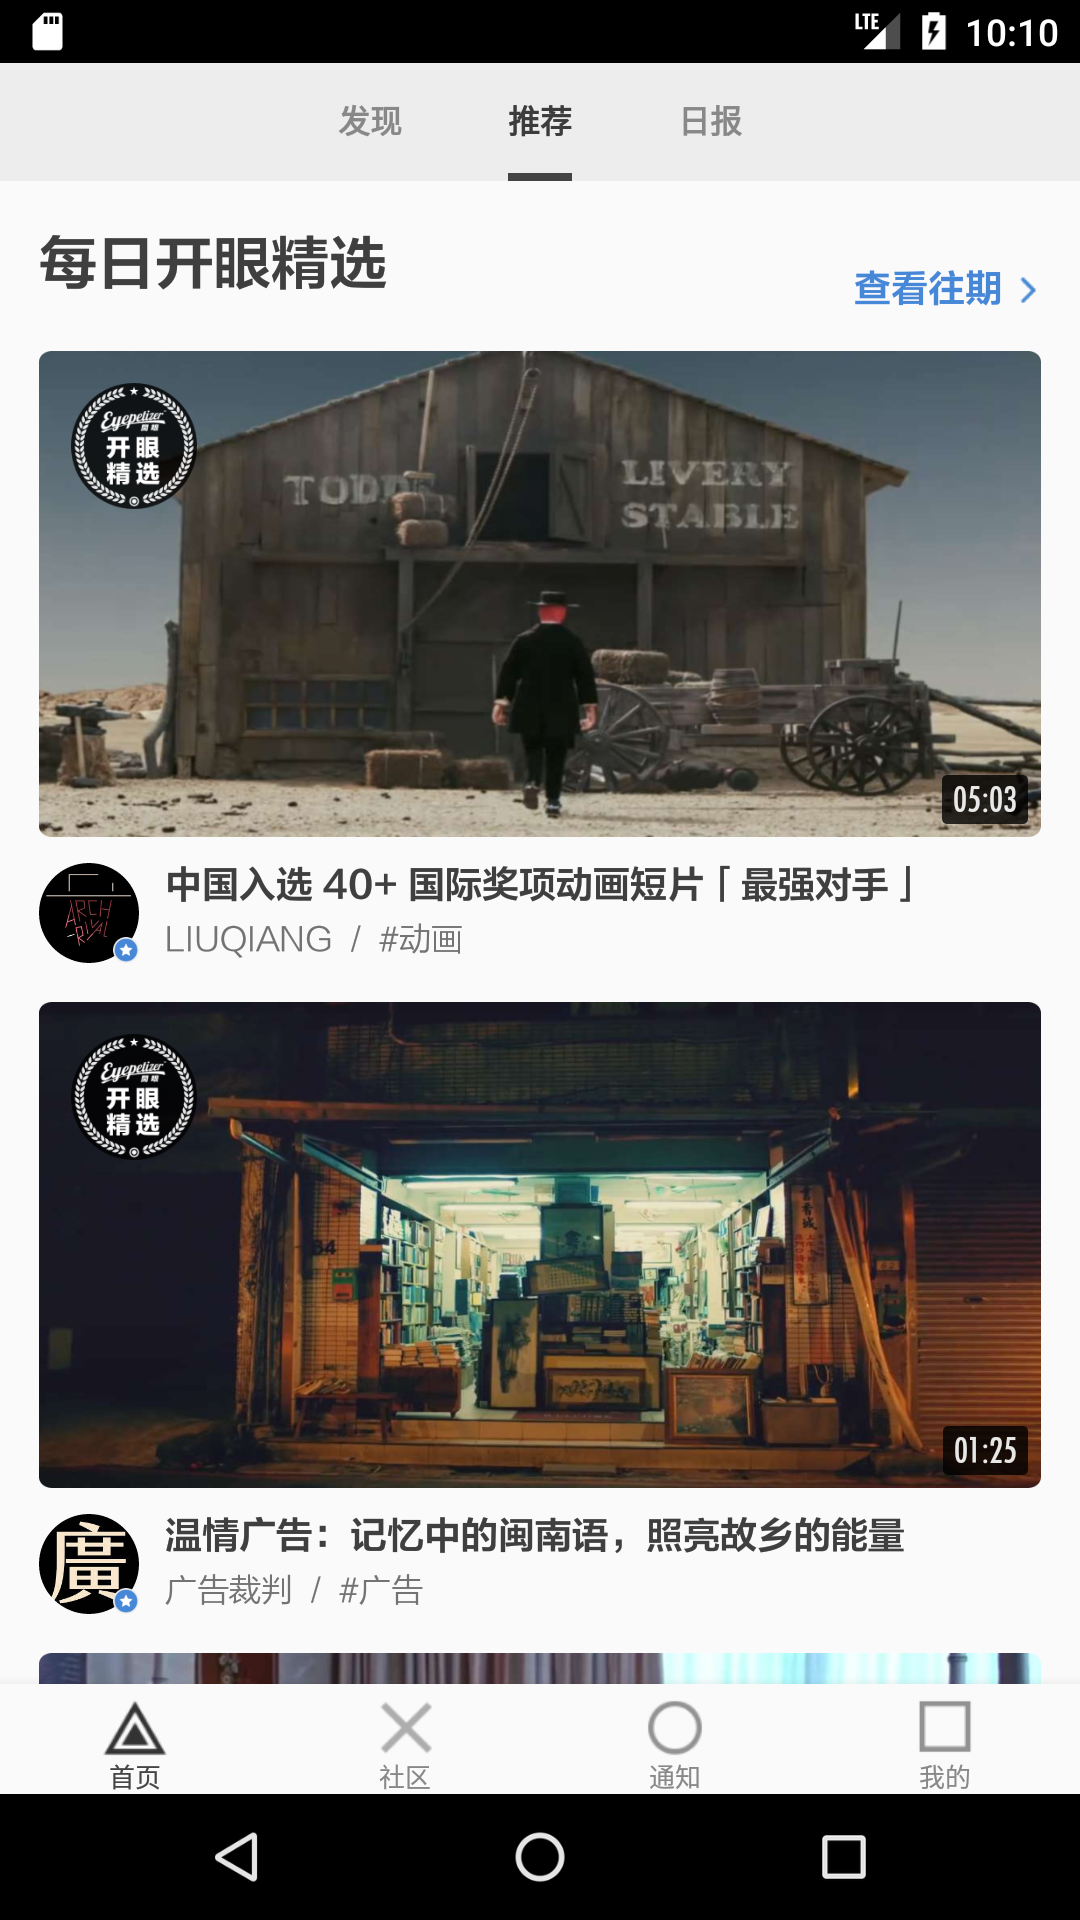 LTE 10:10
发现 推荐 日报
每日开眼精选
查看往期
Eyepetizer
開眼
开眼
精选
TODD
LIVERY
STABLE
05:03
ARCH
RIVAL
中国入选 40+ 国际奖项动画短片「最强对手」
LIUQIANG / #动画
Eyepetizer
開眼
开眼
精选
01:25
廣
温情广告：记忆中的闽南语，照亮故乡的能量
广告裁判 / #广告
首页 社区 通知 我的